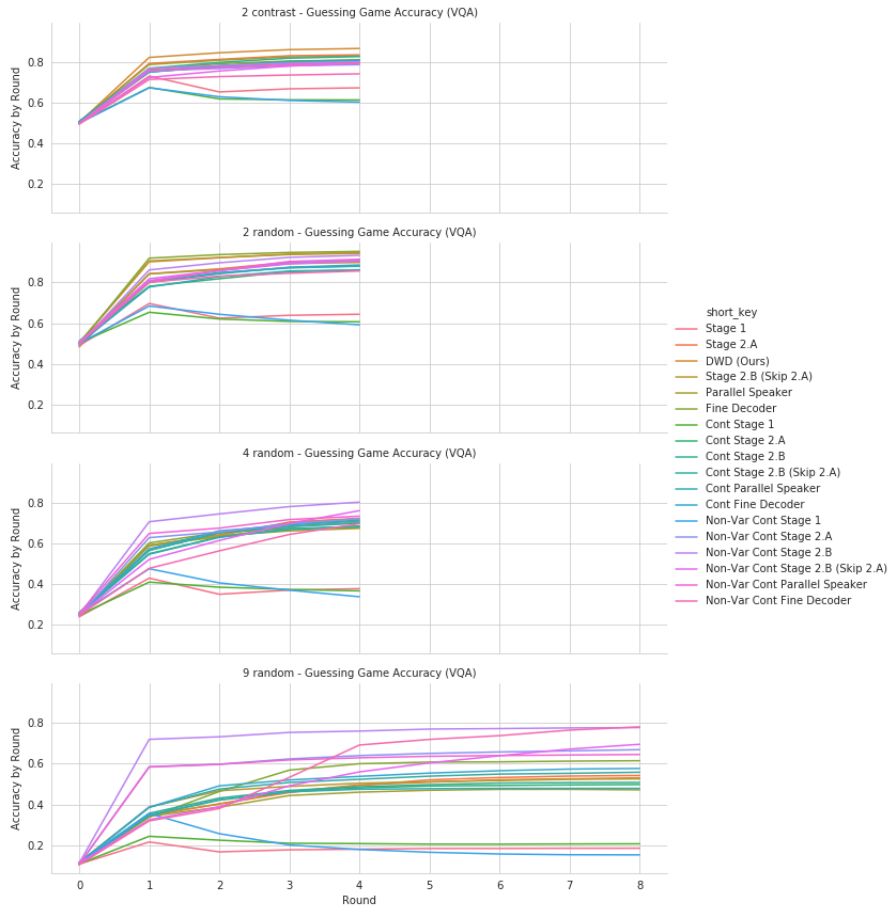 2 contrast - Guessing Game Accuracy (VQA)
Accuracy by Round
0.8
0.6
0.4
0.2
2 random - Guessing Game Accuracy (VQA)
Accuracy by Round
0.8
0.6
0.4
0.2
4 random - Guessing Game Accuracy (VQA)
Accuracy by Round
0.8
0.6
0.4
0.2
9 random - Guessing Game Accuracy (VQA)
Accuracy by Round
0.8
0.6
0.4
0.2
0 1 2 3 4 5 6 7 8
Round
short_key
Stage 1
Stage 2.A
DWD (Ours)
Stage 2.B (Skip 2.A)
Parallel Speaker
Fine Decoder
Cont Stage 1
Cont Stage 2.A
Cont Stage 2.B
Cont Stage 2.B (Skip 2.A)
Cont Parallel Speaker
Cont Fine Decoder
Non-Var Cont Stage 1
Non-Var Cont Stage 2.A
Non-Var Cont Stage 2.B
Non-Var Cont Stage 2.B (Skip 2.A)
Non-Var Cont Parallel Speaker
Non-Var Cont Fine Decoder